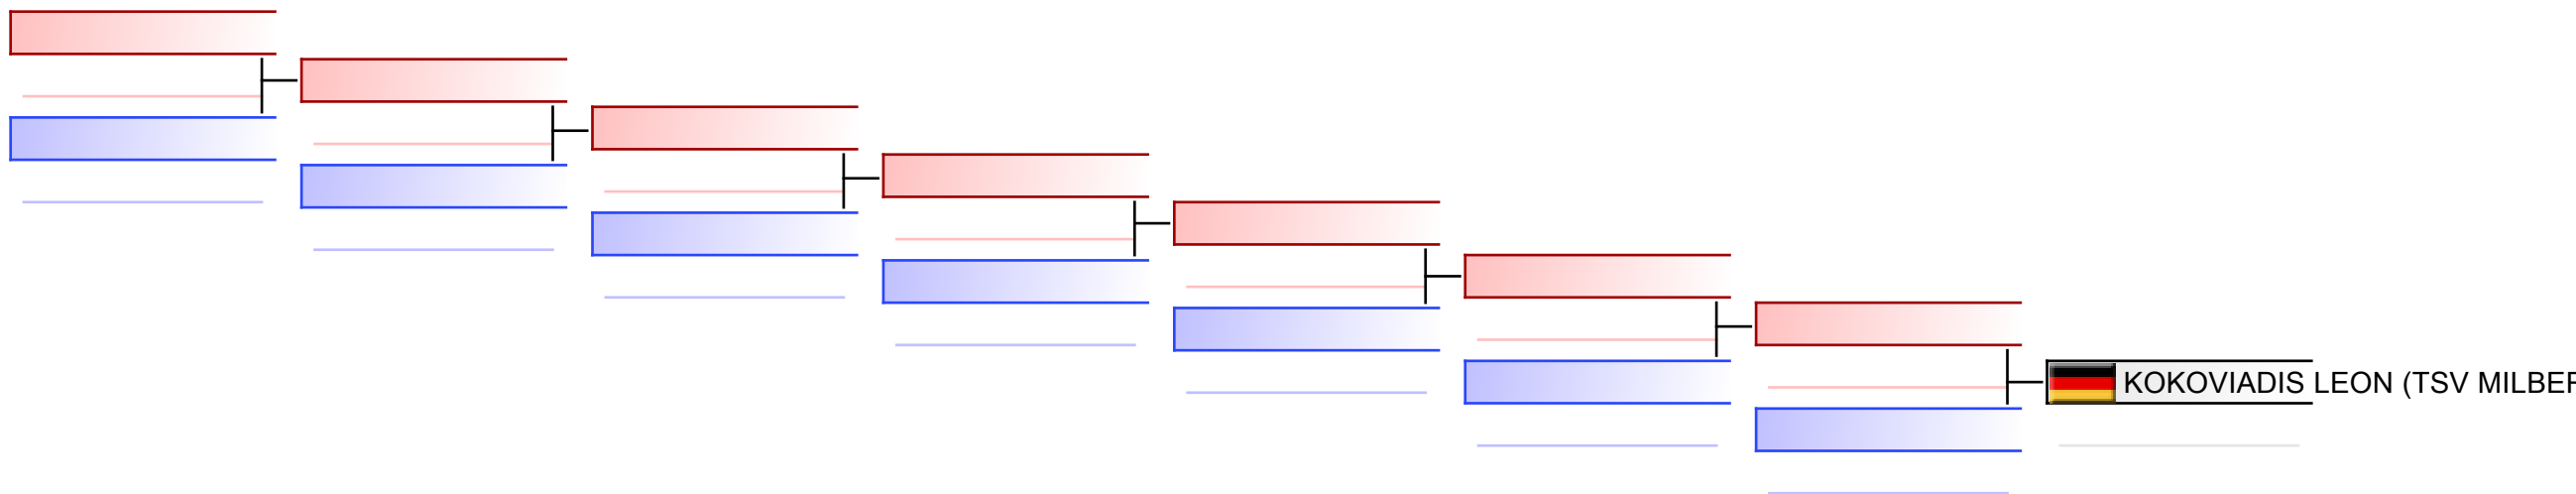 KOKOVIADIS LEON (TSV MILBE